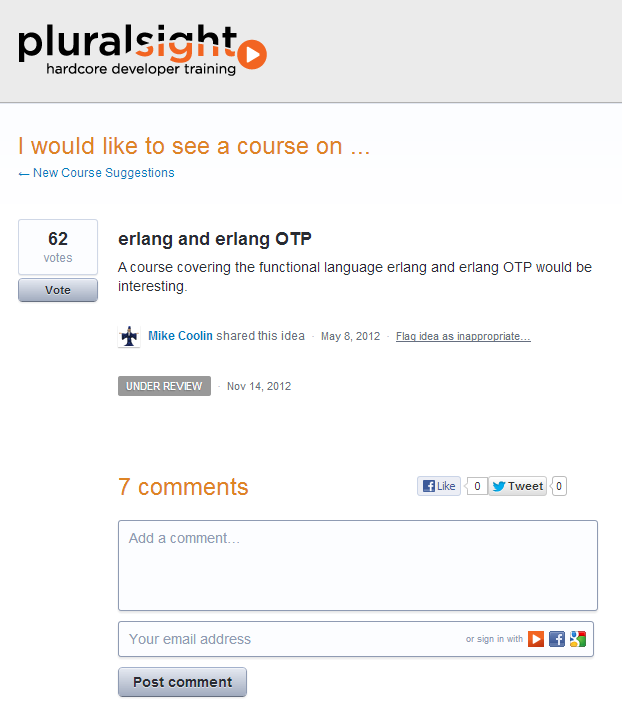 pluralsight
hardcore developer training
I would like to see a course on ...
← New Course Suggestions
62
votes
Vote
erlang and erlang OTP
A course covering the functional language erlang and erlang OTP would be
interesting.
Mike Coolin shared this idea · May 8, 2012 · Flag idea as inappropriate…
UNDER REVIEW · Nov 14, 2012
7 comments
Like 0 Tweet 0
Add a comment…
Your email address
or sign in with
Post comment